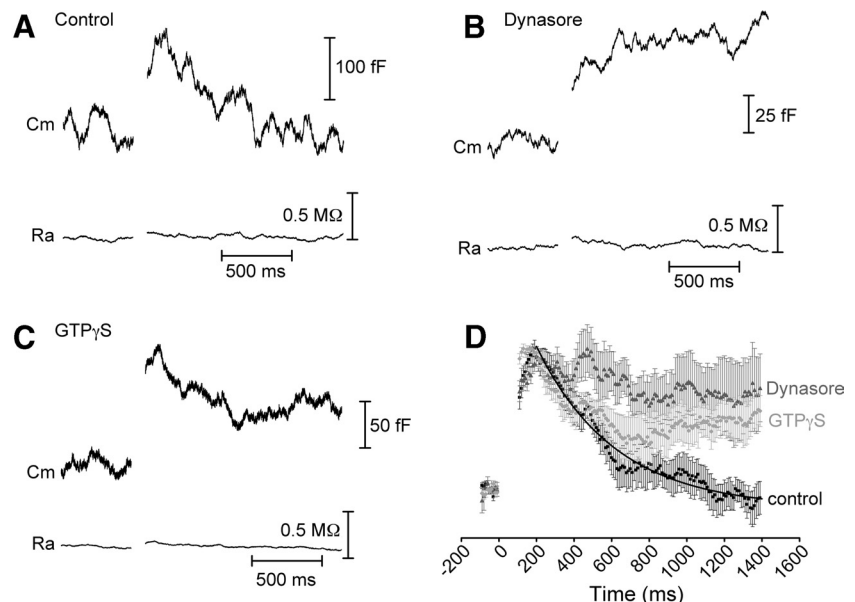 A Control
100 fF
Cm
0.5 MΩ
Ra
500 ms
B Dynasore
25 fF
Cm
0.5 MΩ
Ra
500 ms
C GTPγS
50 fF
Cm
0.5 MΩ
Ra
500 ms
D
Dynasore
GTPγS
control
-200 0 200 400 600 800 1000 1200 1400 1600
Time (ms)